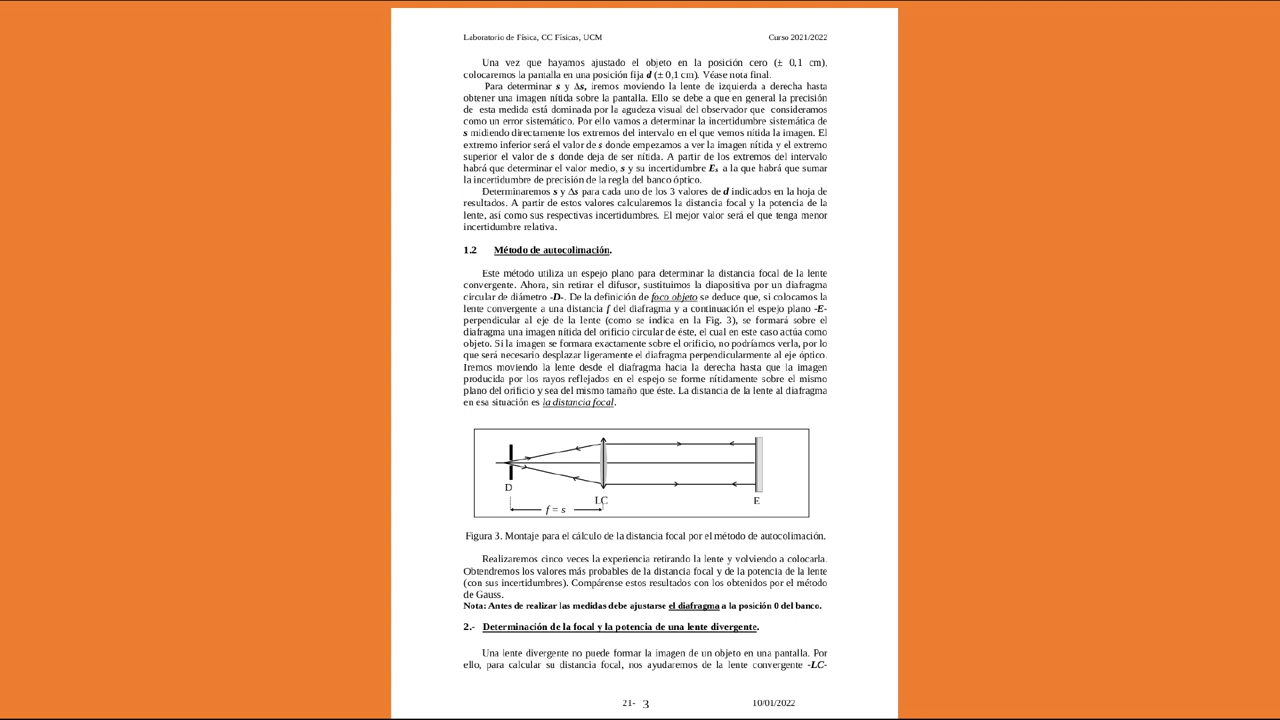 Laboratorio de Física, CC Físicas, UCM Curso 2021/2022
Una vez que hayamos ajustado el objeto en la posición cero (± 0,1 cm),
colocaremos la pantalla en una posición fija d (± 0,1 cm). Véase nota final.
Para determinar s y Δs, iremos moviendo la lente de izquierda a derecha hasta
obtener una imagen nítida sobre la pantalla. Ello se debe a que en general la precisión
de esta medida está dominada por la agudeza visual del observador que consideramos
como un error sistemático. Por ello vamos a determinar la incertidumbre sistemática de
s midiendo directamente los extremos del intervalo en el que vemos nítida la imagen. El
extremo inferior será el valor de s donde empezamos a ver la imagen nítida y el extremo
superior el valor de s donde deja de ser nítida. A partir de los extremos del intervalo
habrá que determinar el valor medio, s y su incertidumbre Es a la que habrá que sumar
la incertidumbre de precisión de la regla del banco óptico.
Determinaremos s y Δs para cada uno de los 3 valores de d indicados en la hoja de
resultados. A partir de estos valores calcularemos la distancia focal y la potencia de la
lente, así como sus respectivas incertidumbres. El mejor valor será el que tenga menor
incertidumbre relativa.
1.2 Método de autocolimación.
Este método utiliza un espejo plano para determinar la distancia focal de la lente
convergente. Ahora, sin retirar el difusor, sustituimos la diapositiva por un diafragma
circular de diámetro -D-. De la definición de foco objeto se deduce que, si colocamos la
lente convergente a una distancia f del diafragma y a continuación el espejo plano -E-
perpendicular al eje de la lente (como se indica en la Fig. 3), se formará sobre el
diafragma una imagen nítida del orificio circular de éste, el cual en este caso actúa como
objeto. Si la imagen se formara exactamente sobre el orificio, no podríamos verla, por lo
que será necesario desplazar ligeramente el diafragma perpendicularmente al eje óptico.
Iremos moviendo la lente desde el diafragma hacia la derecha hasta que la imagen
producida por los rayos reflejados en el espejo se forme nítidamente sobre el mismo
plano del orificio y sea del mismo tamaño que éste. La distancia de la lente al diafragma
en esa situación es la distancia focal.
D
LC
E
f = s
Figura 3. Montaje para el cálculo de la distancia focal por el método de autocolimación.
Realizaremos cinco veces la experiencia retirando la lente y volviendo a colocarla.
Obtendremos los valores más probables de la distancia focal y de la potencia de la lente
(con sus incertidumbres). Compárense estos resultados con los obtenidos por el método
de Gauss.
Nota: Antes de realizar las medidas debe ajustarse el diafragma a la posición 0 del banco.
2.- Determinación de la focal y la potencia de una lente divergente.
Una lente divergente no puede formar la imagen de un objeto en una pantalla. Por
ello, para calcular su distancia focal, nos ayudaremos de la lente convergente -LC-
21- 3 10/01/2022